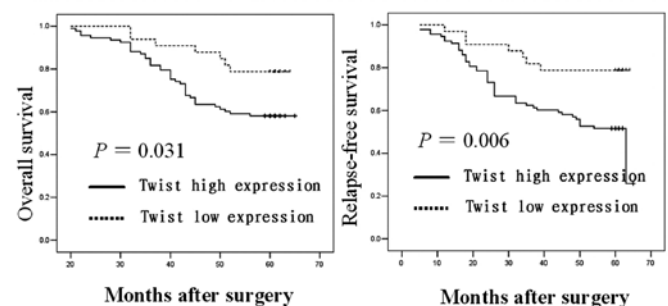 Overall survival
1.0
0.8
0.6
0.4
0.2
0.0
P = 0.031
Twist high expression
Twist low expression
20
30
40
50
60
70
Months after surgery
Relapse-free survival
1.0
0.8
0.6
0.4
0.2
0.0
P = 0.006
Twist high expression
Twist low expression
0
10
20
30
40
50
60
70
Months after surgery